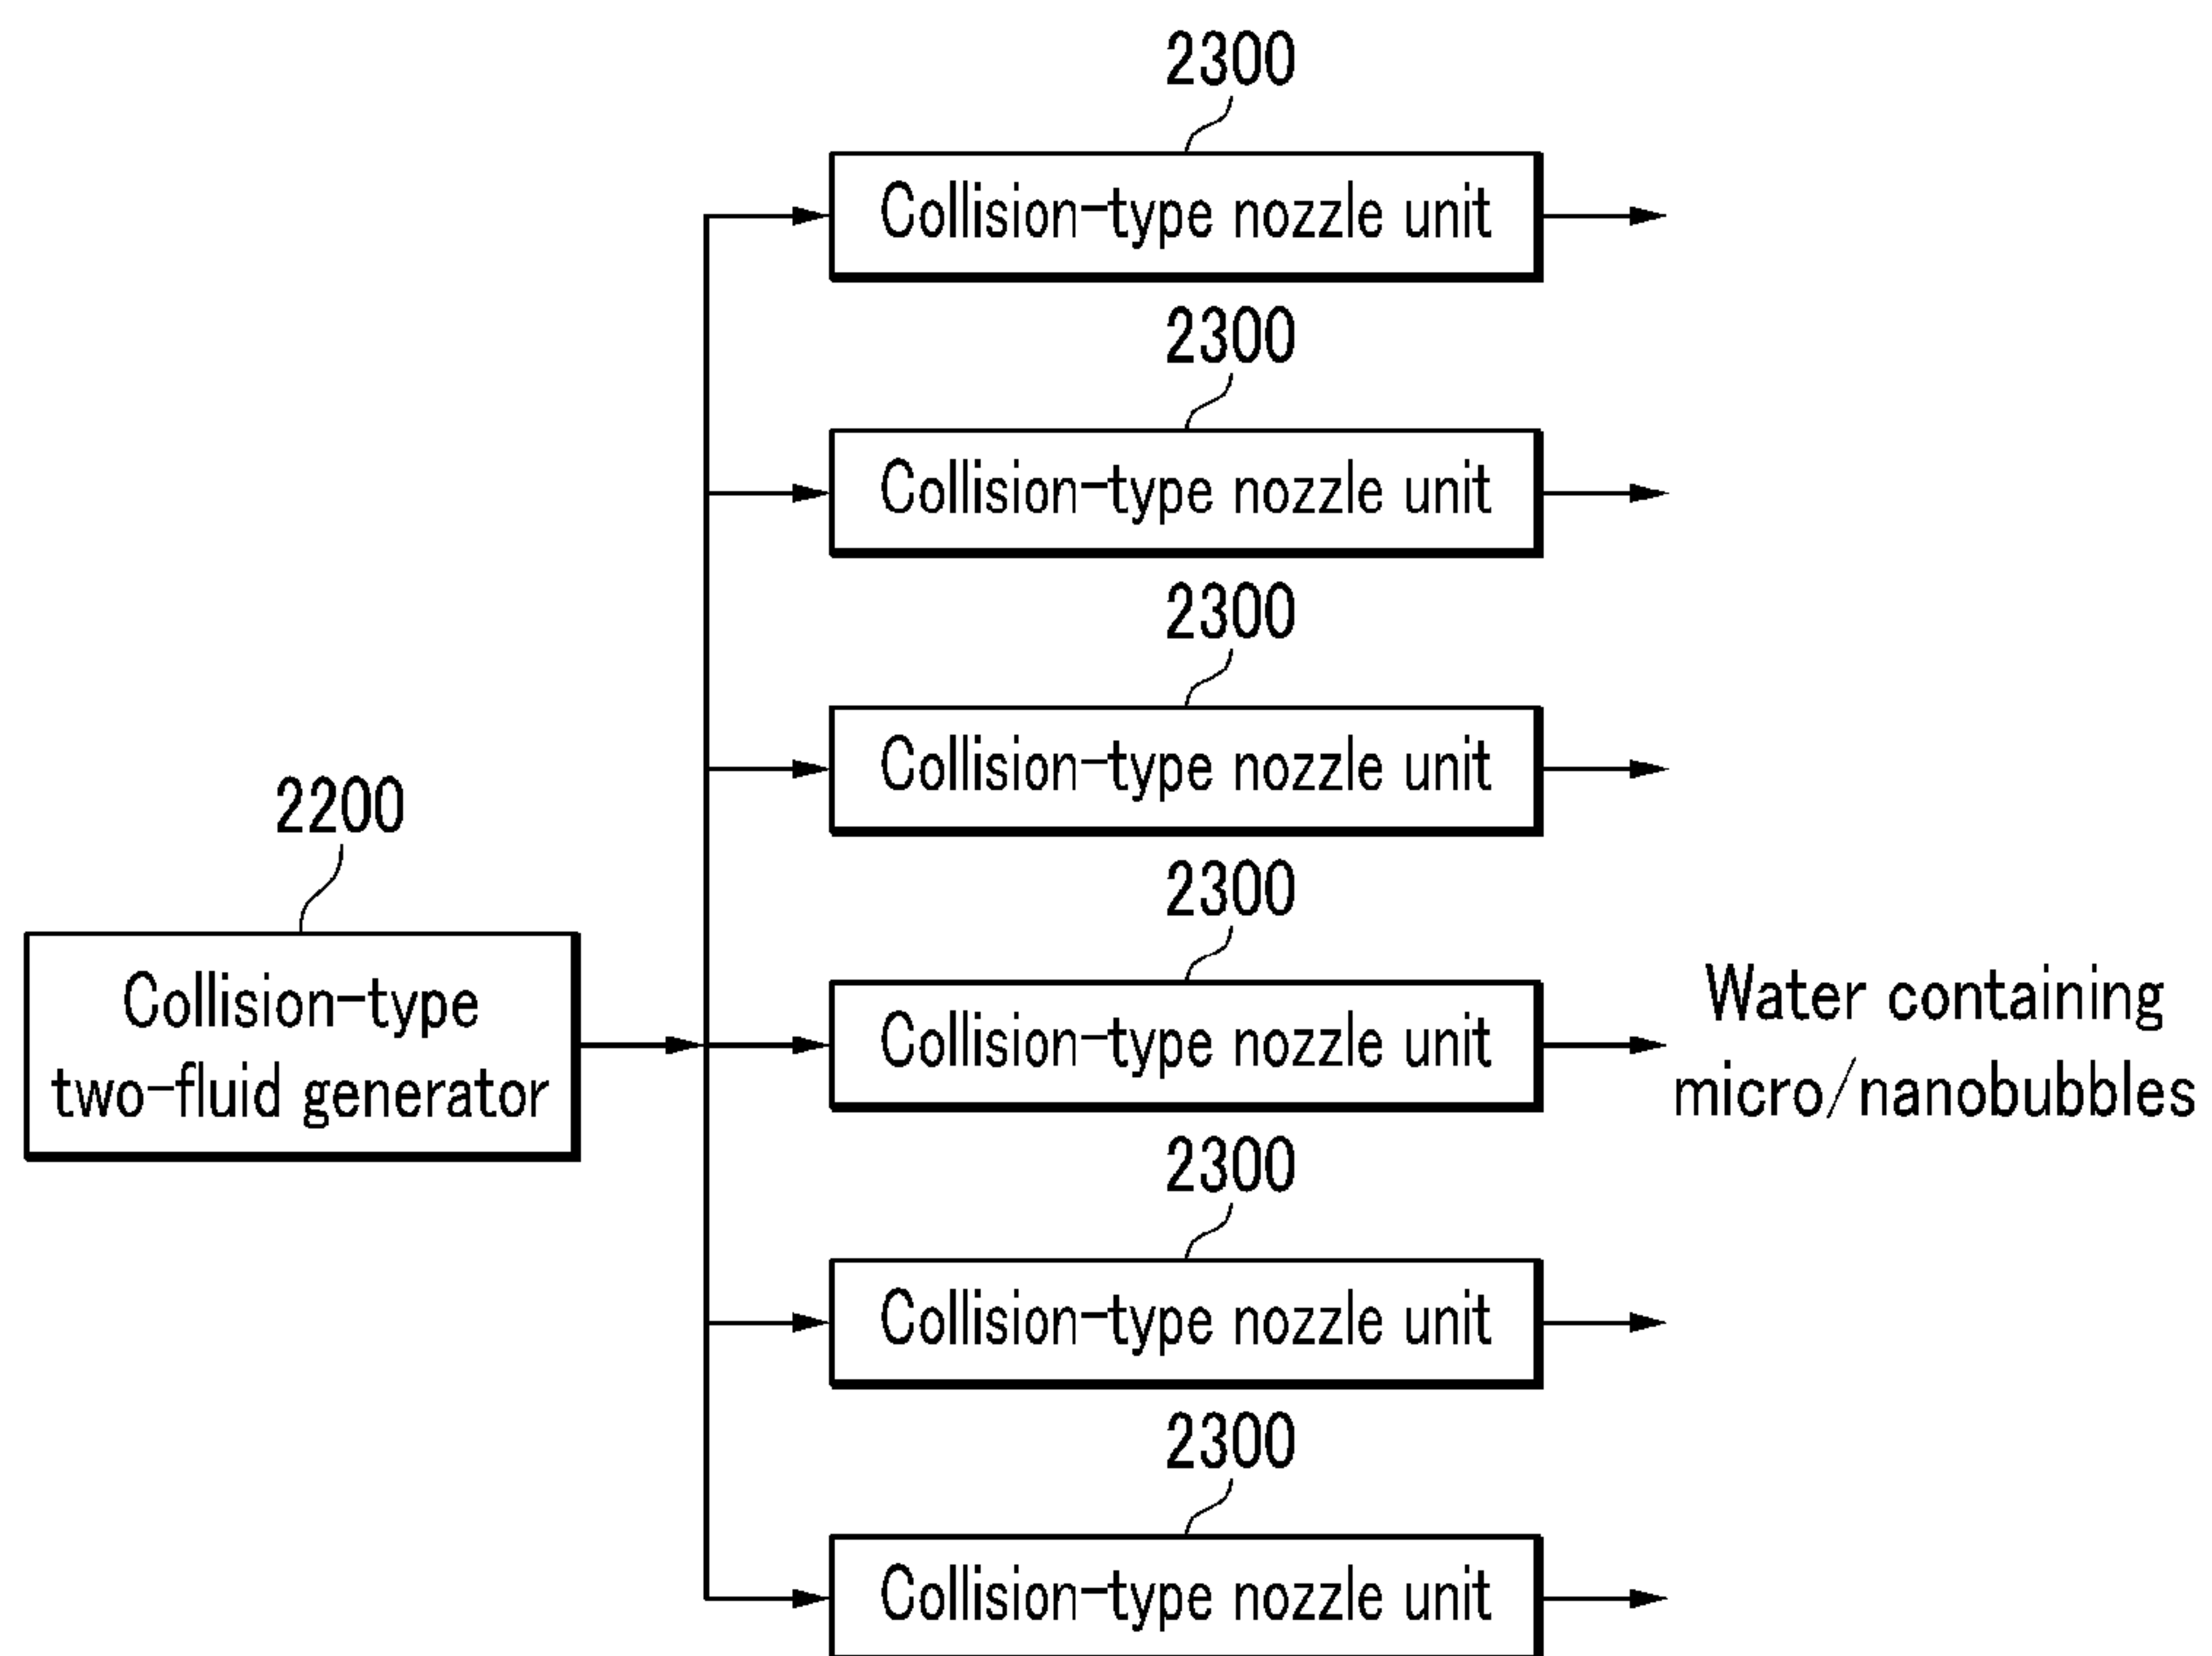 2300
Collision-type nozzle unit
2300
Collision-type nozzle unit
2300
Collision-type nozzle unit
2200
Collision-type
two-fluid generator
2300
Collision-type nozzle unit
Water containing
micro/nanobubbles
2300
Collision-type nozzle unit
2300
Collision-type nozzle unit